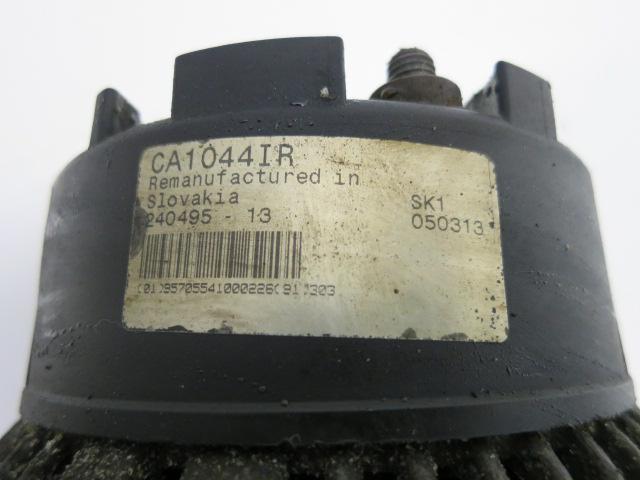 CA1044IR
Remanufactured in
Slovakia SK1
240495 - 13 050313